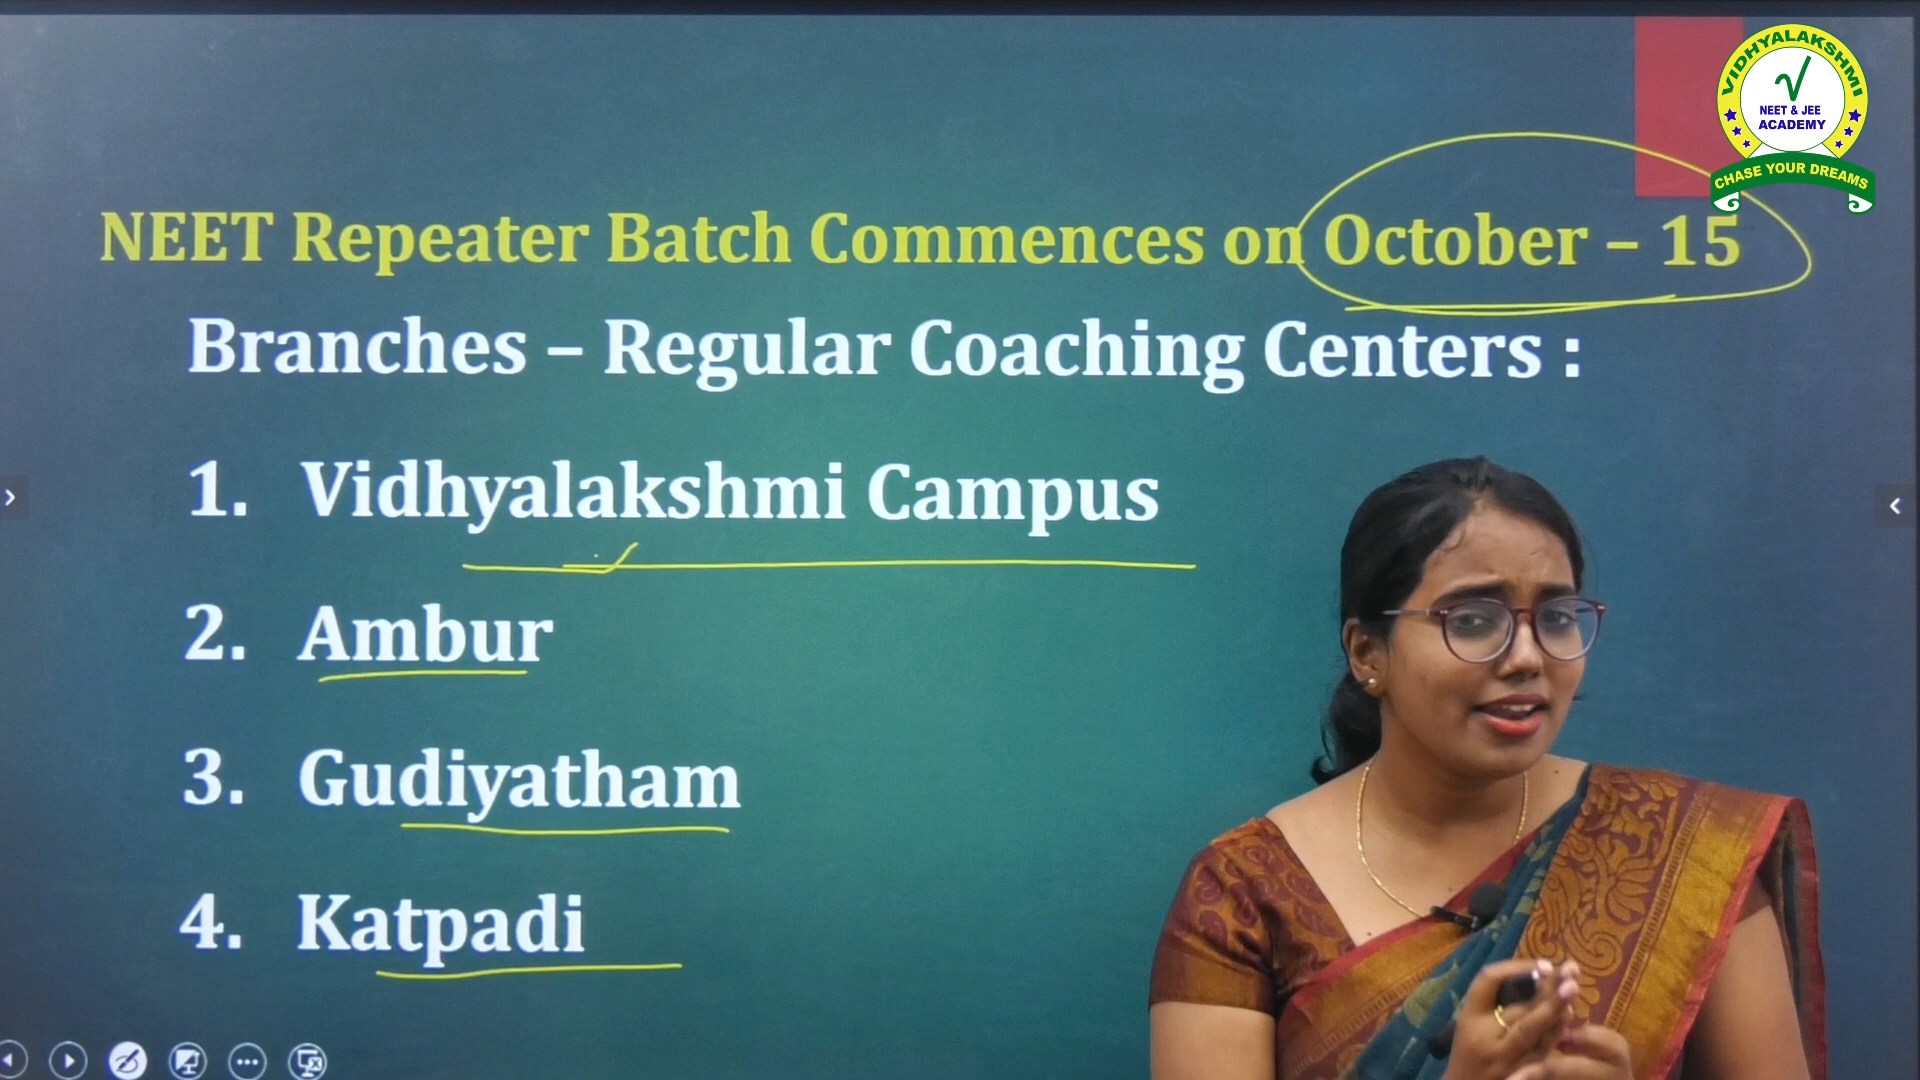 VIDHYALAKSHMI
NEET & JEE
ACADEMY
CHASE YOUR DREAMS
NEET Repeater Batch Commences on October – 15
Branches – Regular Coaching Centers :
1. Vidhyalakshmi Campus
2. Ambur
3. Gudiyatham
4. Katpadi